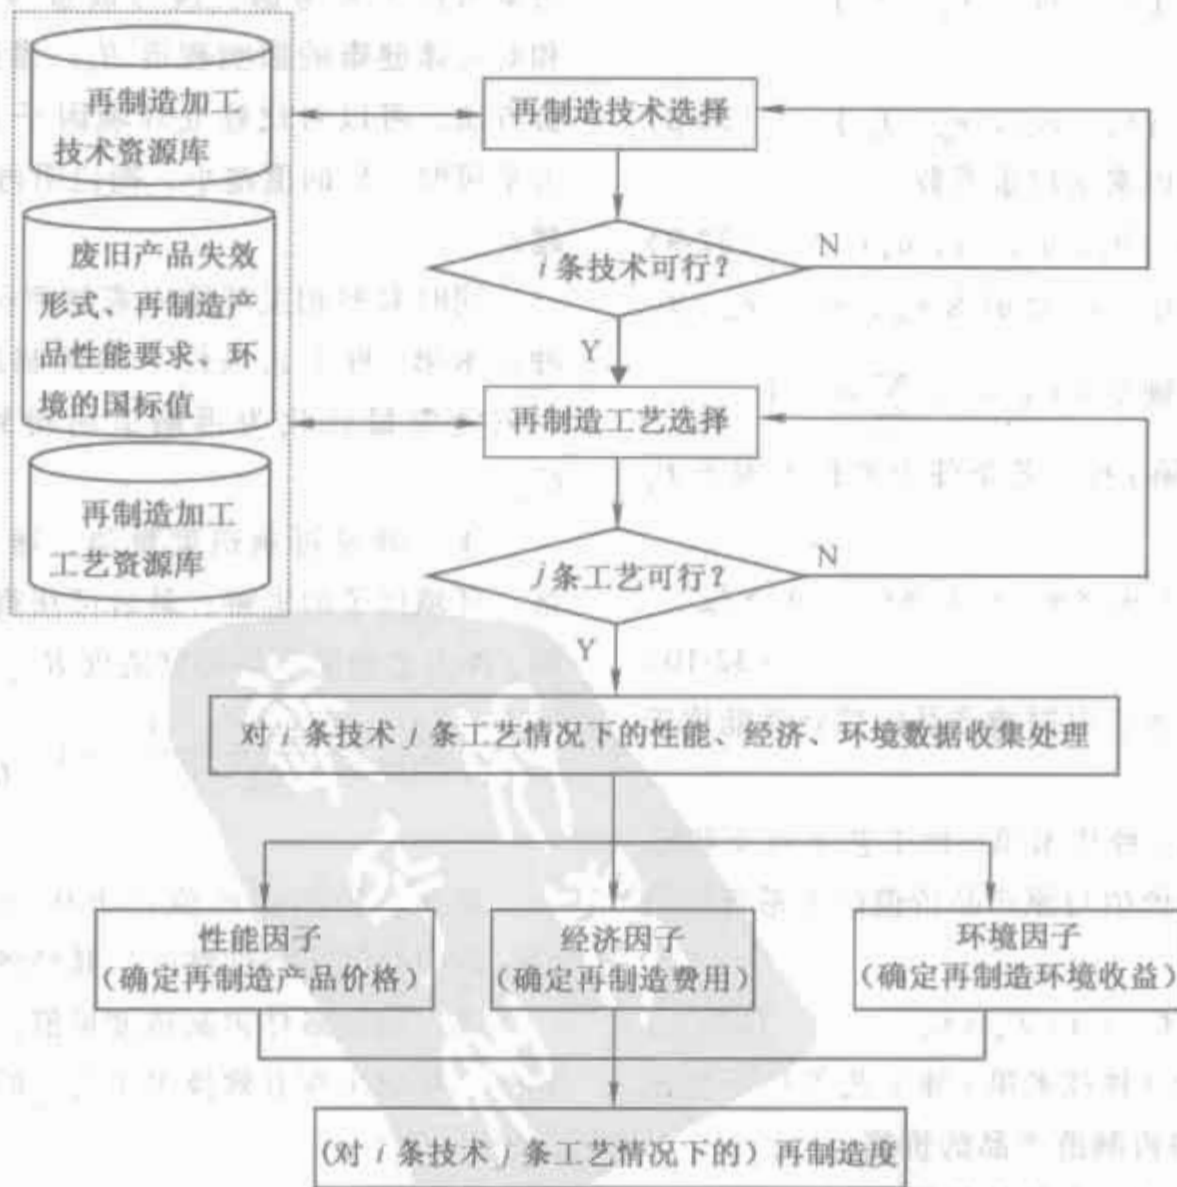 再制造加工
技术资源库
废旧产品失效
形式、再制造产
品性能要求、环
境的国标值
再制造加工
工艺资源库
再制造技术选择
i 条技术可行?
N
Y
再制造工艺选择
j 条工艺可行?
N
Y
对 i 条技术 j 条工艺情况下的性能、经济、环境数据收集处理
性能因子
(确定再制造产品价格)
经济因子
(确定再制造费用)
环境因子
(确定再制造环境收益)
(对 i 条技术 j 条工艺情况下的) 再制造度